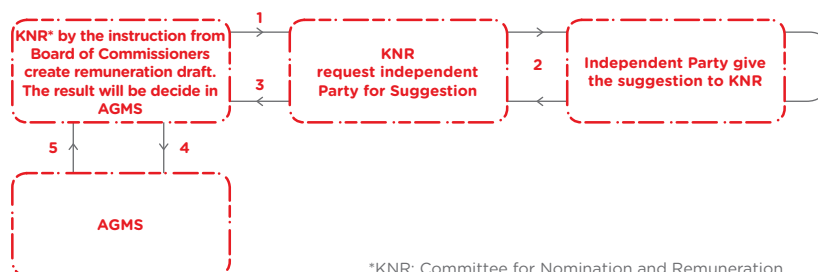 1
KNR* by the instruction from
Board of Commissioners
create remuneration draft.
The result will be decide in
AGMS
KNR
request independent
Party for Suggestion
3
2
Independent Party give
the suggestion to KNR
5
4
AGMS
*KNR: Committee for Nomination and Remuneration